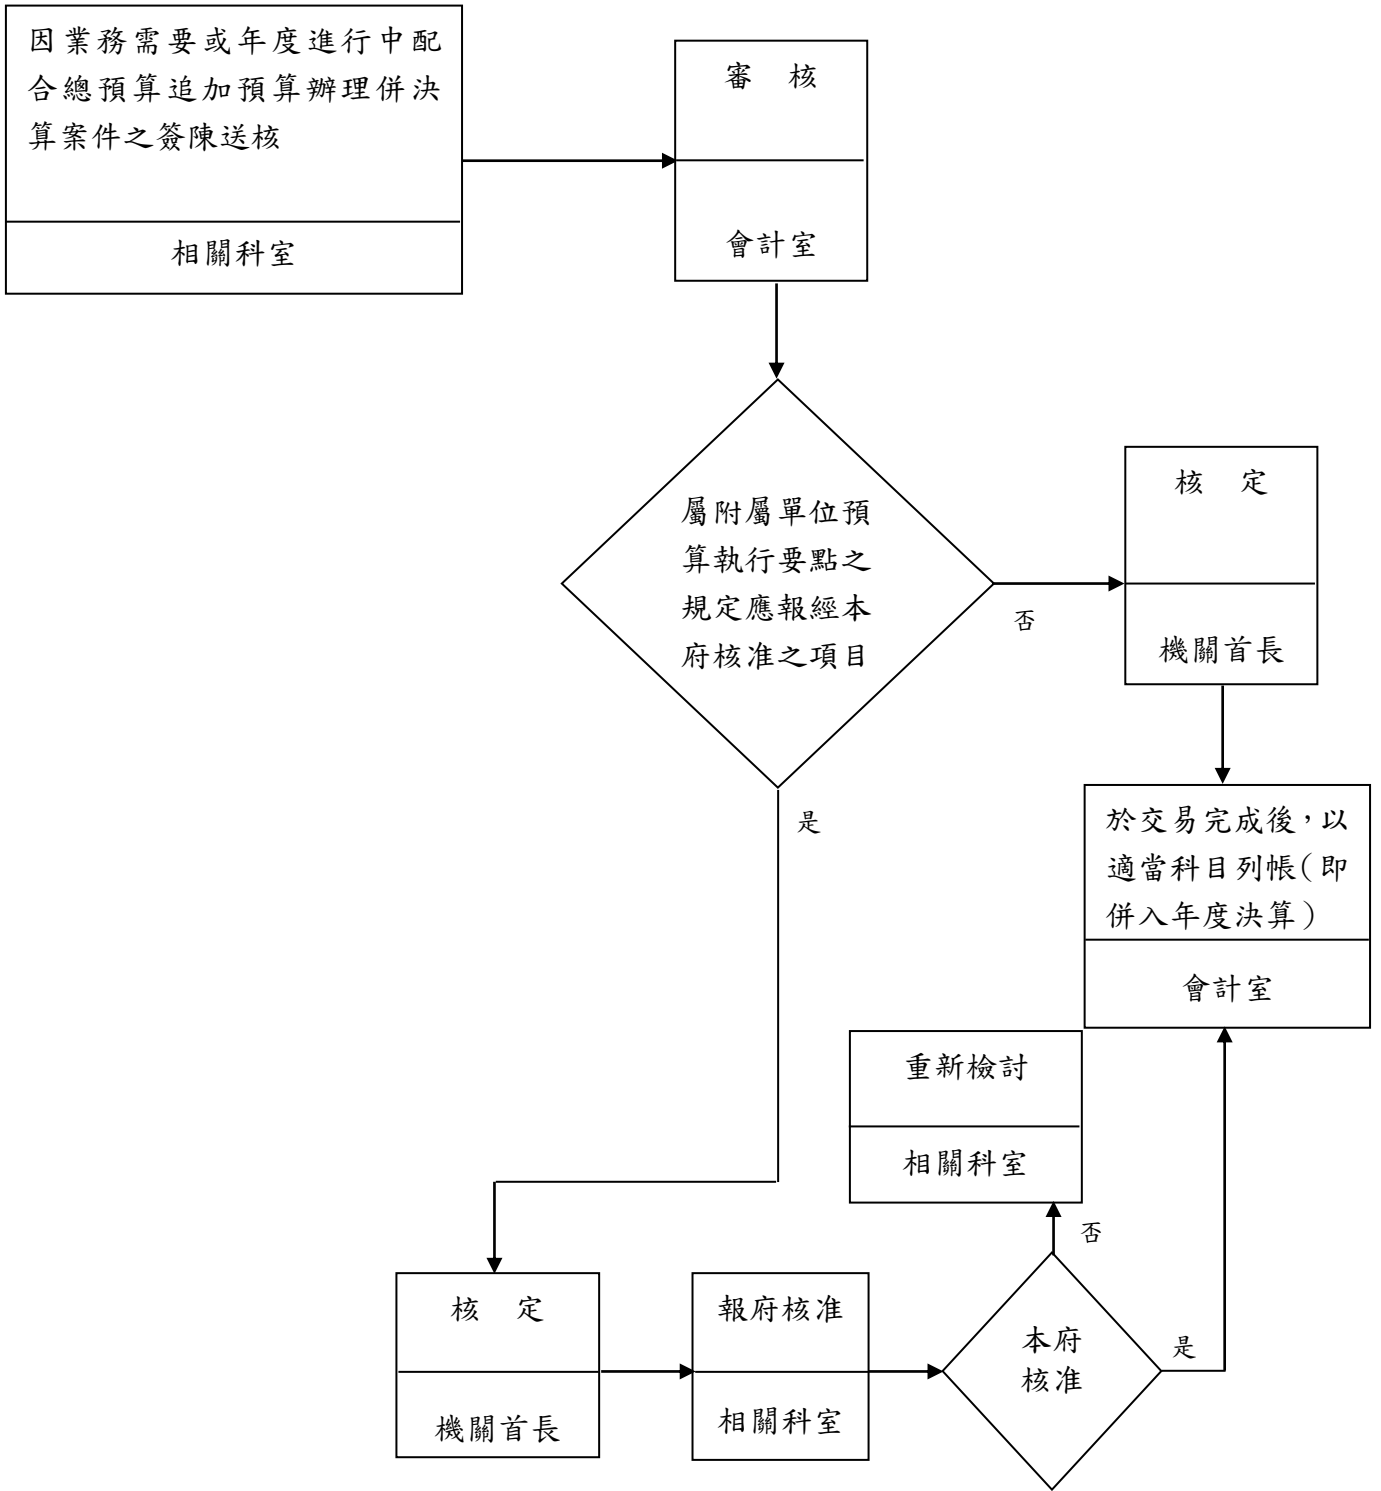 因業務需要或年度進行中配
合總預算追加預算辦理併決
算案件之簽陳送核
相關科室
審　核
會計室
屬附屬單位預
算執行要點之
規定應報經本
府核准之項目
否
核　定
機關首長
是
於交易完成後，以
適當科目列帳（即
併入年度決算）
會計室
重新檢討
相關科室
否
核　定
機關首長
報府核准
相關科室
本府
核准
是